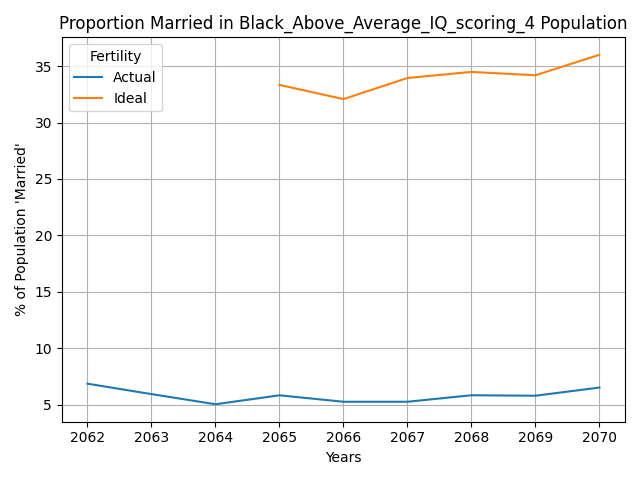 Proportion Married in Black_Above_Average_IQ_scoring_4 Population
Fertility
Actual
Ideal
35
30
25
20
15
10
5
% of Population 'Married'
2062 2063 2064 2065 2066 2067 2068 2069 2070
Years